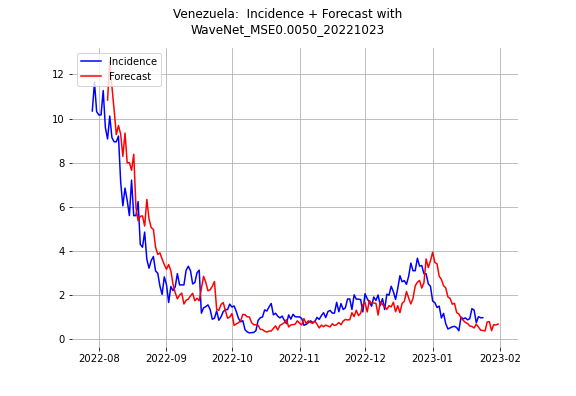 Venezuela:  Incidence + Forecast with
WaveNet_MSE0.0050_20221023
Incidence
Forecast
12
10
8
6
4
2
0
2022-08 2022-09 2022-10 2022-11 2022-12 2023-01 2023-02